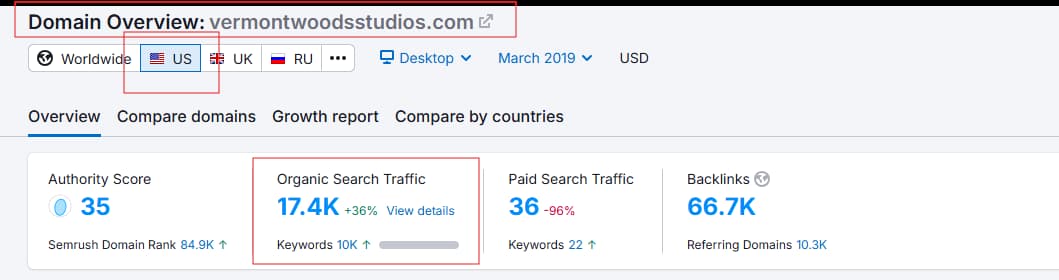 Domain Overview: vermontwoodsstudios.com
Worldwide US UK RU ••• Desktop March 2019 USD
Overview Compare domains Growth report Compare by countries
Authority Score Organic Search Traffic Paid Search Traffic Backlinks
35 17.4K +36% View details 36 -96% 66.7K
Semrush Domain Rank 84.9K ↑ Keywords 10K ↑ Keywords 22 ↑ Referring Domains 10.3K